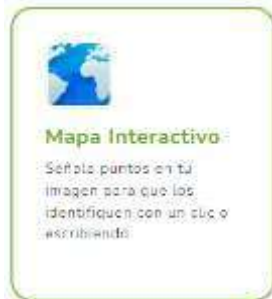 Mapa Interactivo
Señala puntos en tu
imagen para que los
identifiquen con un clic o
escribiendo